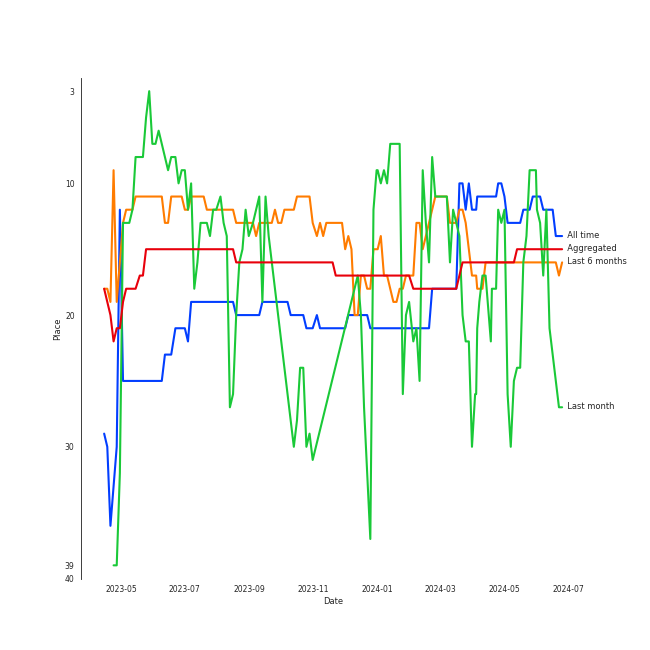 3
10
20
30
39
40
Place
2023-05
2023-07
2023-09
2023-11
2024-01
2024-03
2024-05
2024-07
Date
All time
Aggregated
Last 6 months
Last month